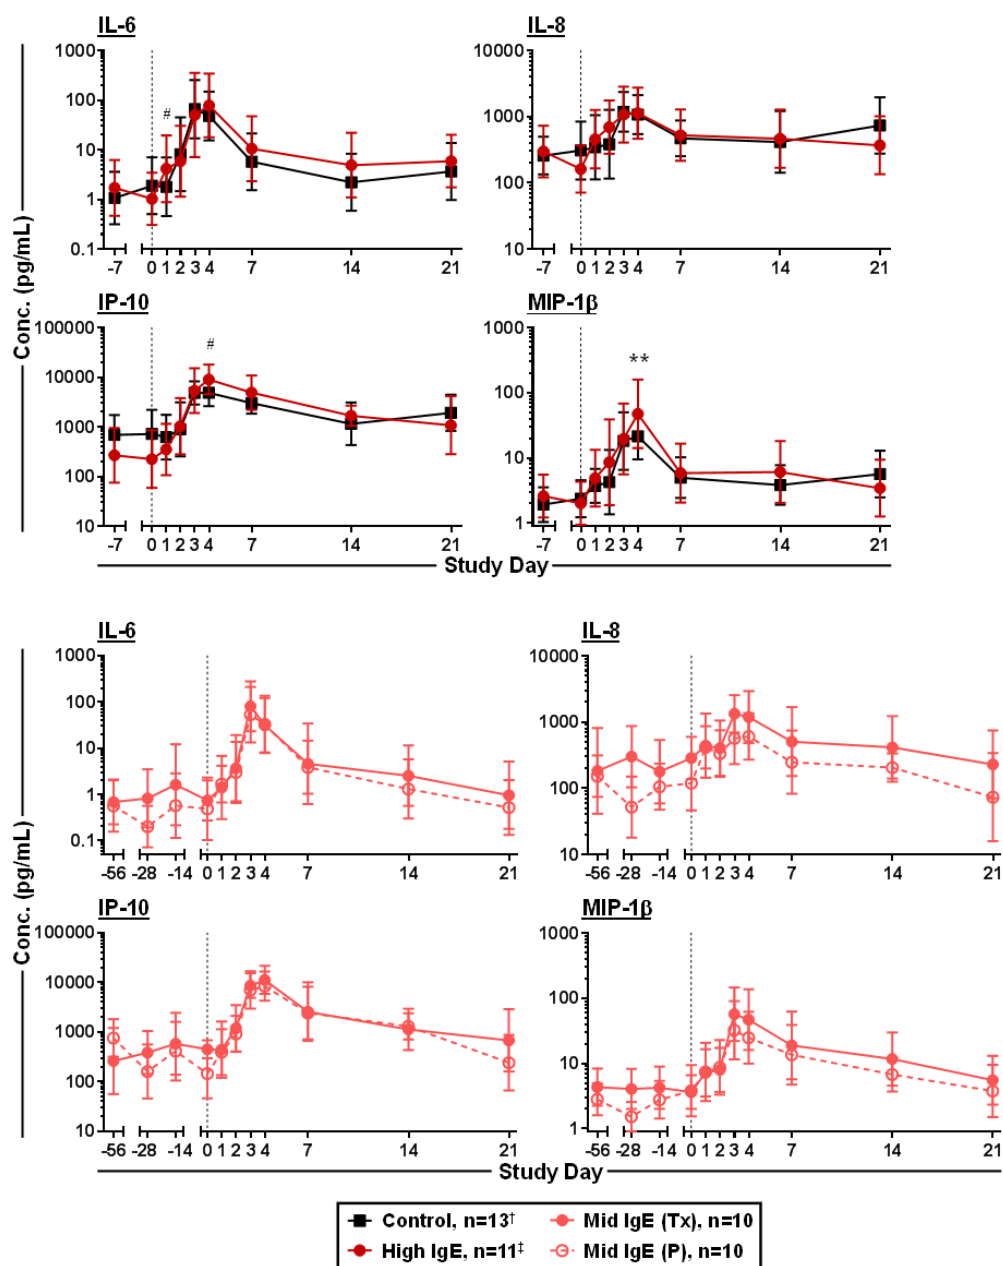 IL-6 IL-8
1000 10000
100 #
1000
10
100
1
0.1 10
-7 0 1 2 3 4 7 14 21 -7 0 1 2 3 4 7 14 21
Conc. (pg/mL)
IP-10 MIP-1β
100000 1000
10000 # **
100
1000
10
100
10 1
-7 0 1 2 3 4 7 14 21 -7 0 1 2 3 4 7 14 21
Study Day
IL-6 IL-8
1000 10000
100
1000
10
1 100
0.1 10
-56 -28 -14 0 1 2 3 4 7 14 21 -56 -28 -14 0 1 2 3 4 7 14 21
Conc. (pg/mL)
IP-10 MIP-1β
100000 1000
10000
100
1000
10
100
10 1
-56 -28 -14 0 1 2 3 4 7 14 21 -56 -28 -14 0 1 2 3 4 7 14 21
Study Day
Control, n=13† Mid IgE (Tx), n=10
High IgE, n=11‡ Mid IgE (P), n=10